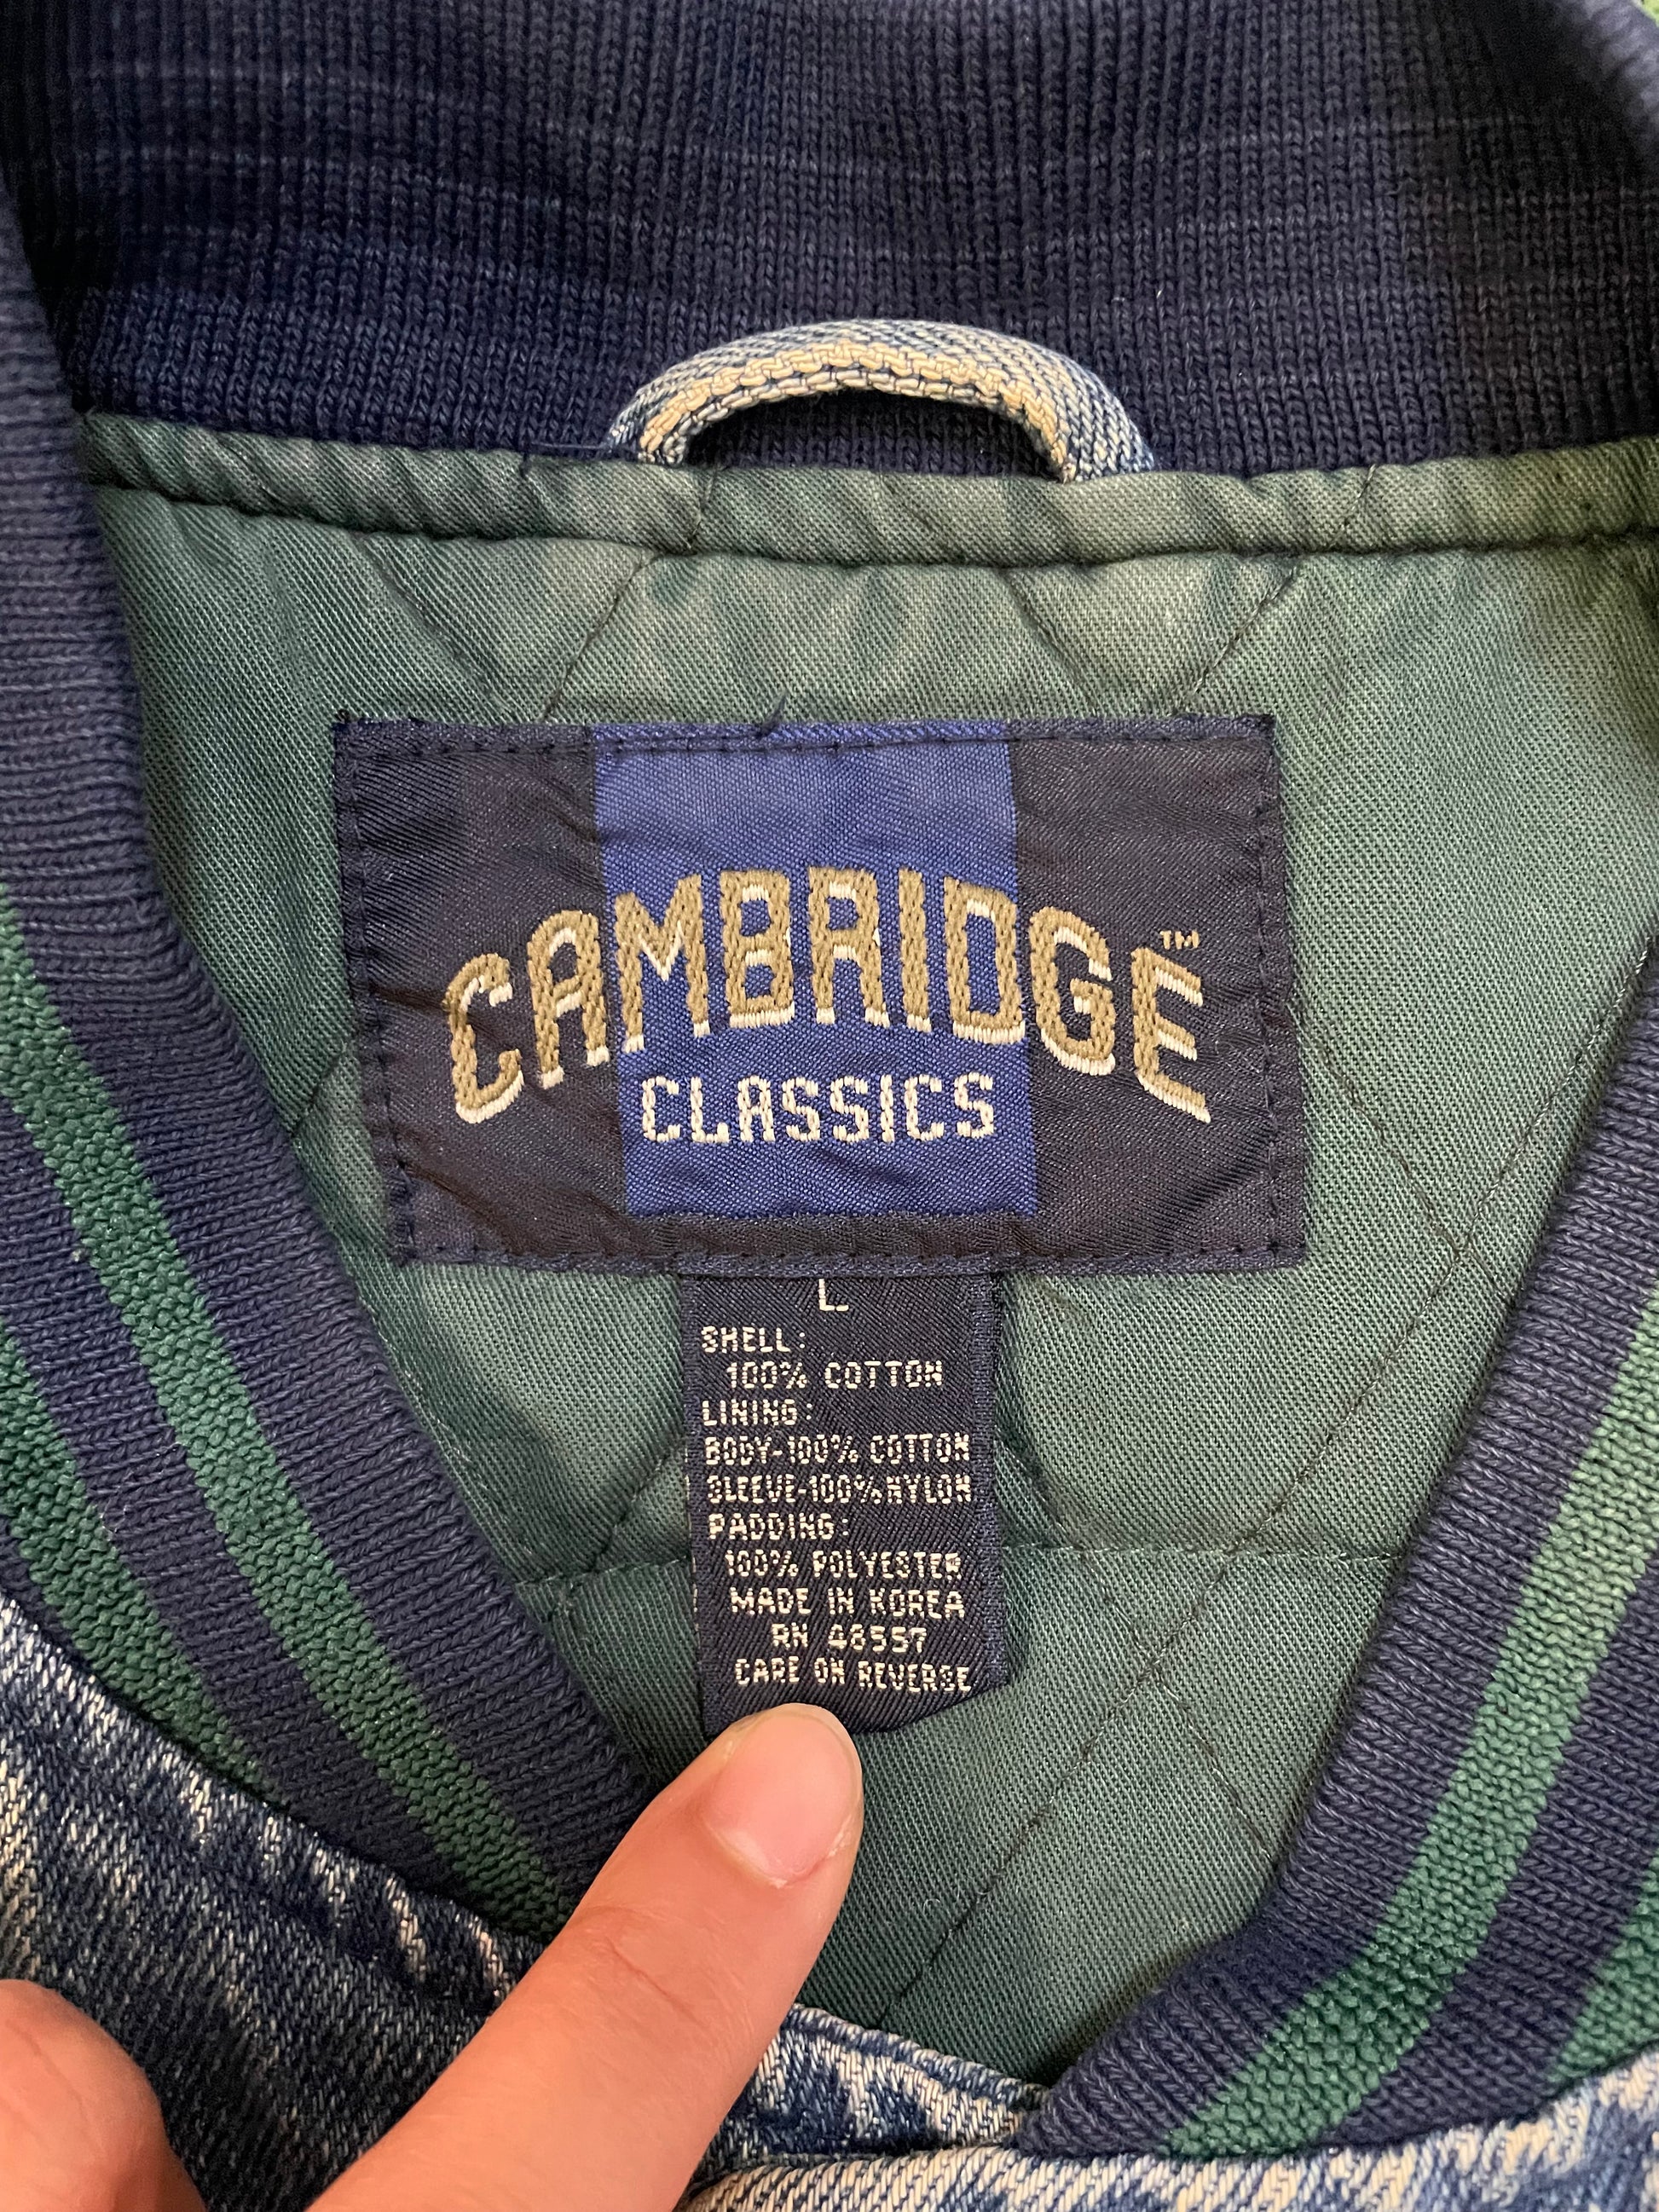 CAMBRIDGE™
CLASSICS
L
SHELL:
100% COTTON
LINING:
BODY-100% COTTON
SLEEVE-100% NYLON
PADDING:
100% POLYESTER
MADE IN KOREA
RN 48557
CARE ON REVERSE